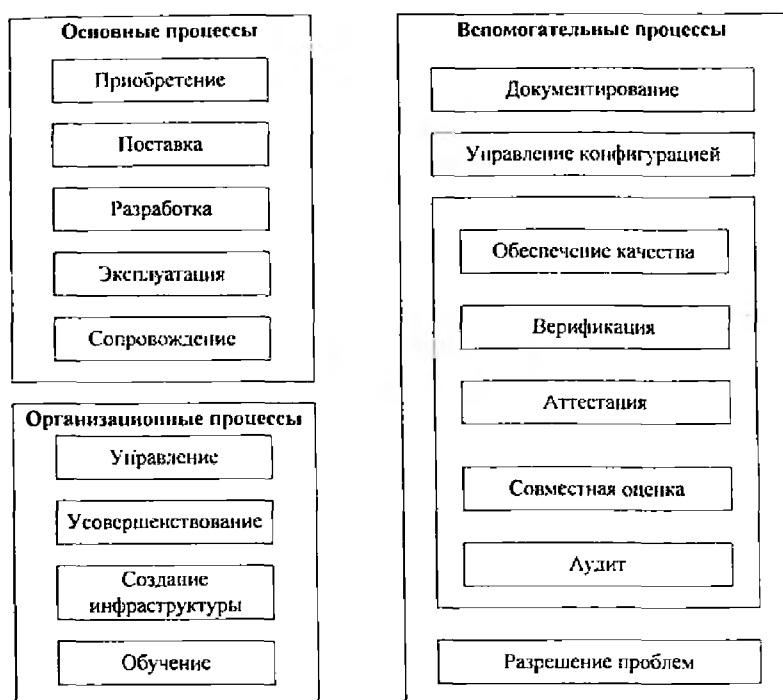 Основные процессы
Приобретение
Поставка
Разработка
Эксплуатация
Сопровождение
Организационные процессы
Управление
Усовершенствование
Создание
инфраструктуры
Обучение
Вспомогательные процессы
Документирование
Управление конфигурацией
Обеспечение качества
Верификация
Аттестация
Совместная оценка
Аудит
Разрешение проблем